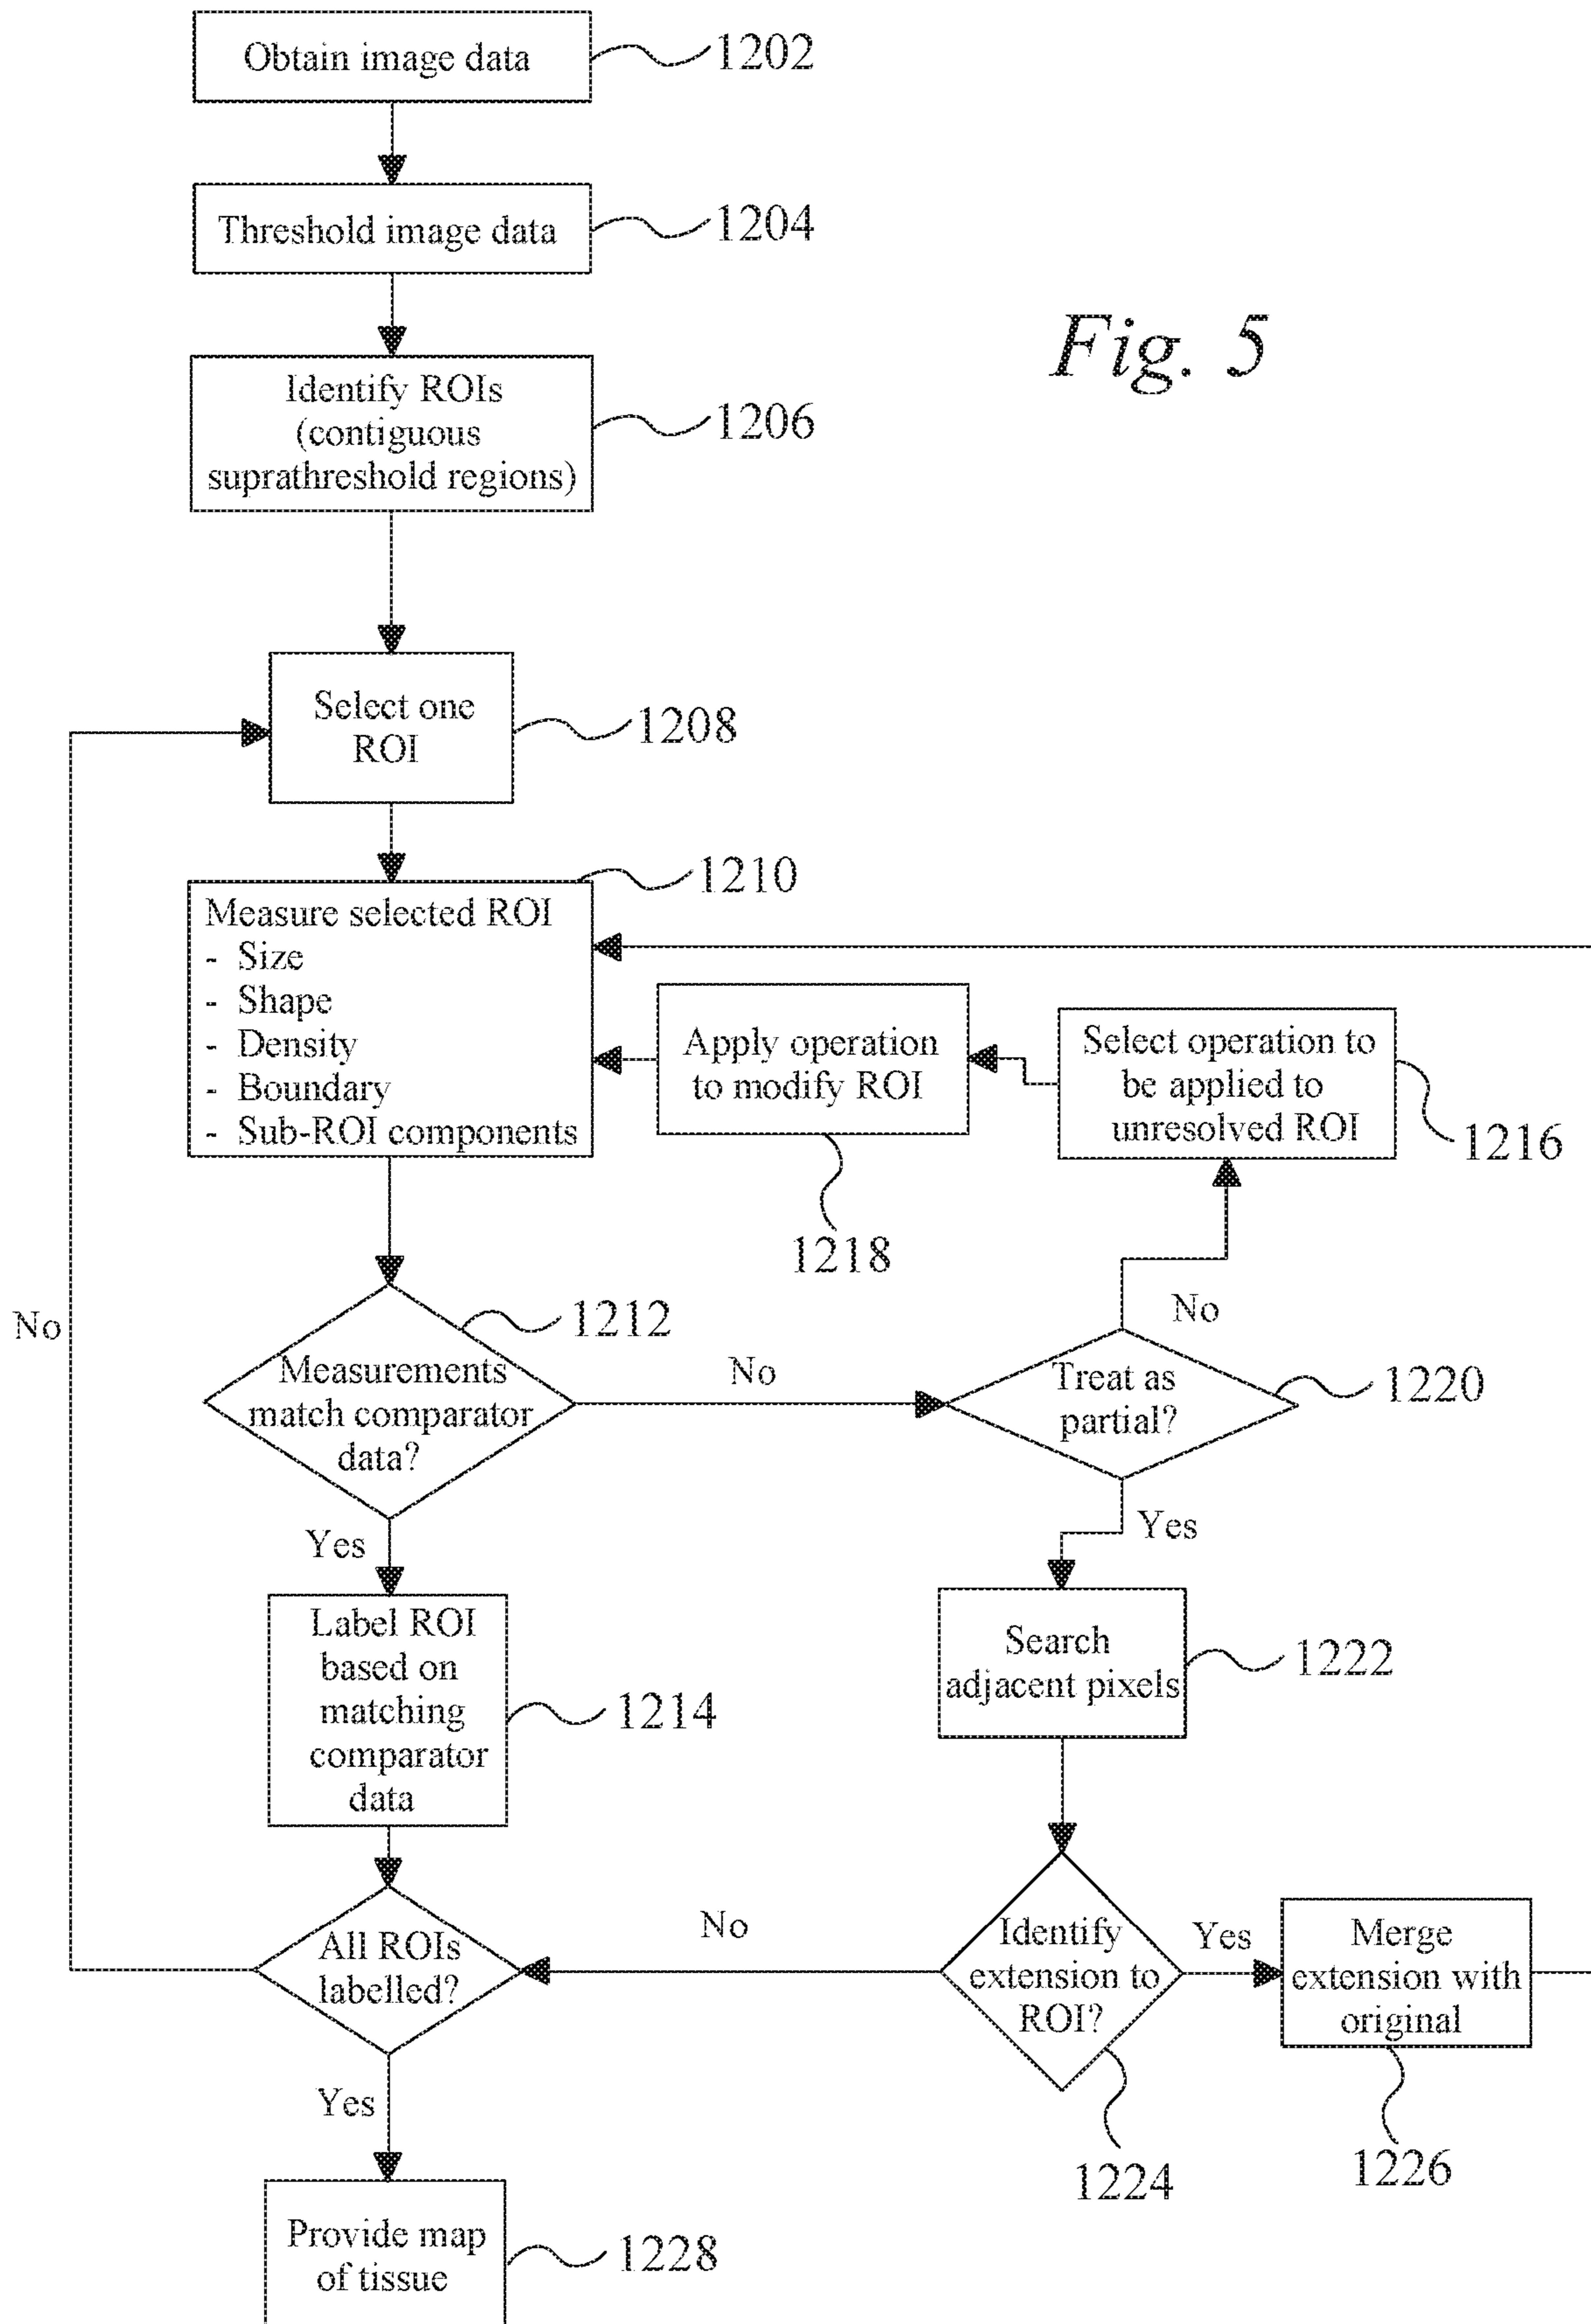 Obtain image data
1202
Threshold image data
1204
Fig. 5
Identify ROIs
(contiguous
suprathreshold regions)
1206
Select one
ROI
1208
1210
Measure selected ROI
- Size
- Shape
- Density
- Boundary
- Sub-ROI components
Apply operation
to modify ROI
1218
Select operation to
be applied to
unresolved ROI
1216
No
No
1212
Measurements
match comparator
data?
No
Treat as
partial?
1220
Yes
Yes
Label ROI
based on
matching
comparator
data
1214
Search
adjacent pixels
1222
All ROIs
labelled?
No
Identify
extension to
ROI?
1224
Yes
Merge
extension with
original
1226
Yes
Provide map
of tissue
1228